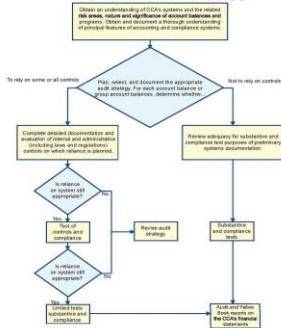 Obtain an understanding of CCA's systems and the related
risk areas, nature and significance of account balances and
programs. Obtain and document a thorough understanding
of principal features of accounting and compliance systems.
To rely on some or all controls
Plan, select, and document the appropriate
audit strategy. For each account balance or
group account balances, determine whether...
Not to rely on controls
Complete detailed documentation and
evaluation of internal and administrative
(including laws and regulations)
controls on which reliance is planned.
Review adequacy for substantive and
compliance test purposes of preliminary
systems documentation.
Is reliance
on system still
appropriate?
No
Yes
Test of
controls and
compliance
Revise audit
strategy
Substantive
and compliance
tests
Is reliance
on system still
appropriate?
No
Yes
Limited tests
substantive and
compliance
Audit and Yellow
Book reports on
the CCA's financial
statements